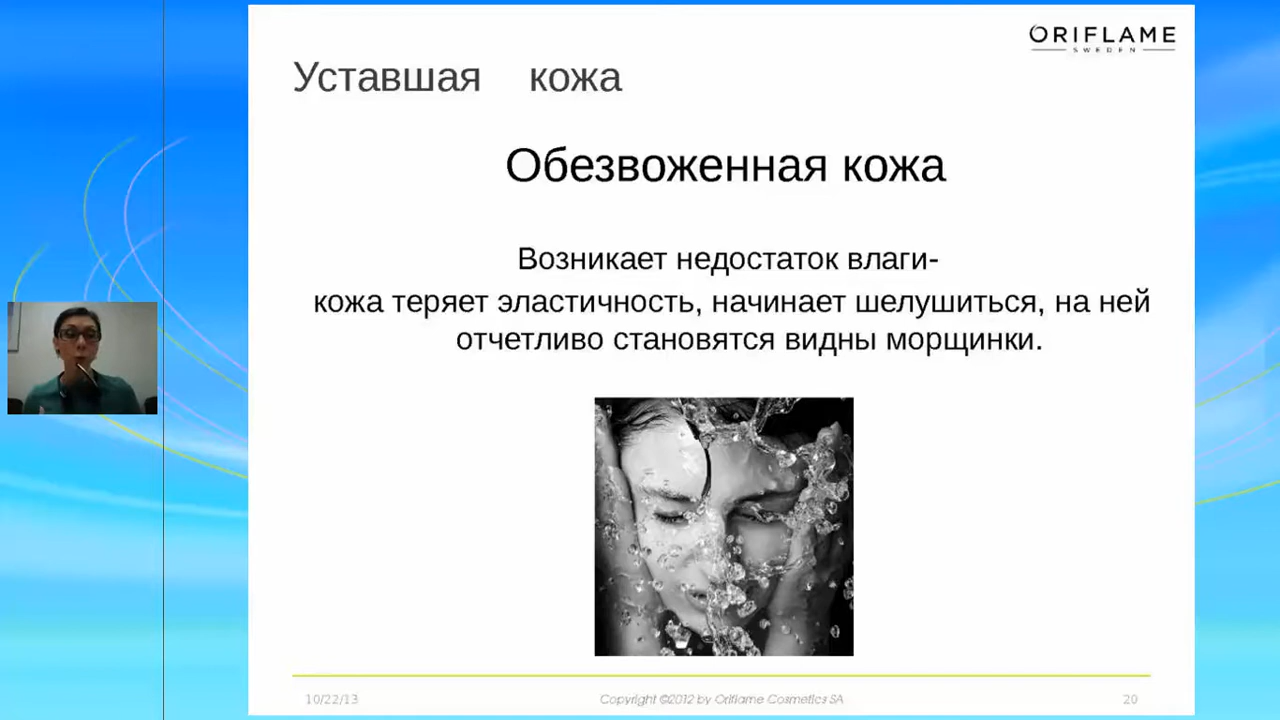 ORIFLAME
SWEDEN
Уставшая кожа
Обезвоженная кожа
Возникает недостаток влаги-
кожа теряет эластичность, начинает шелушиться, на ней
отчетливо становятся видны морщинки.
10/22/13 Copyright ©2012 by Oriflame Cosmetics SA 20